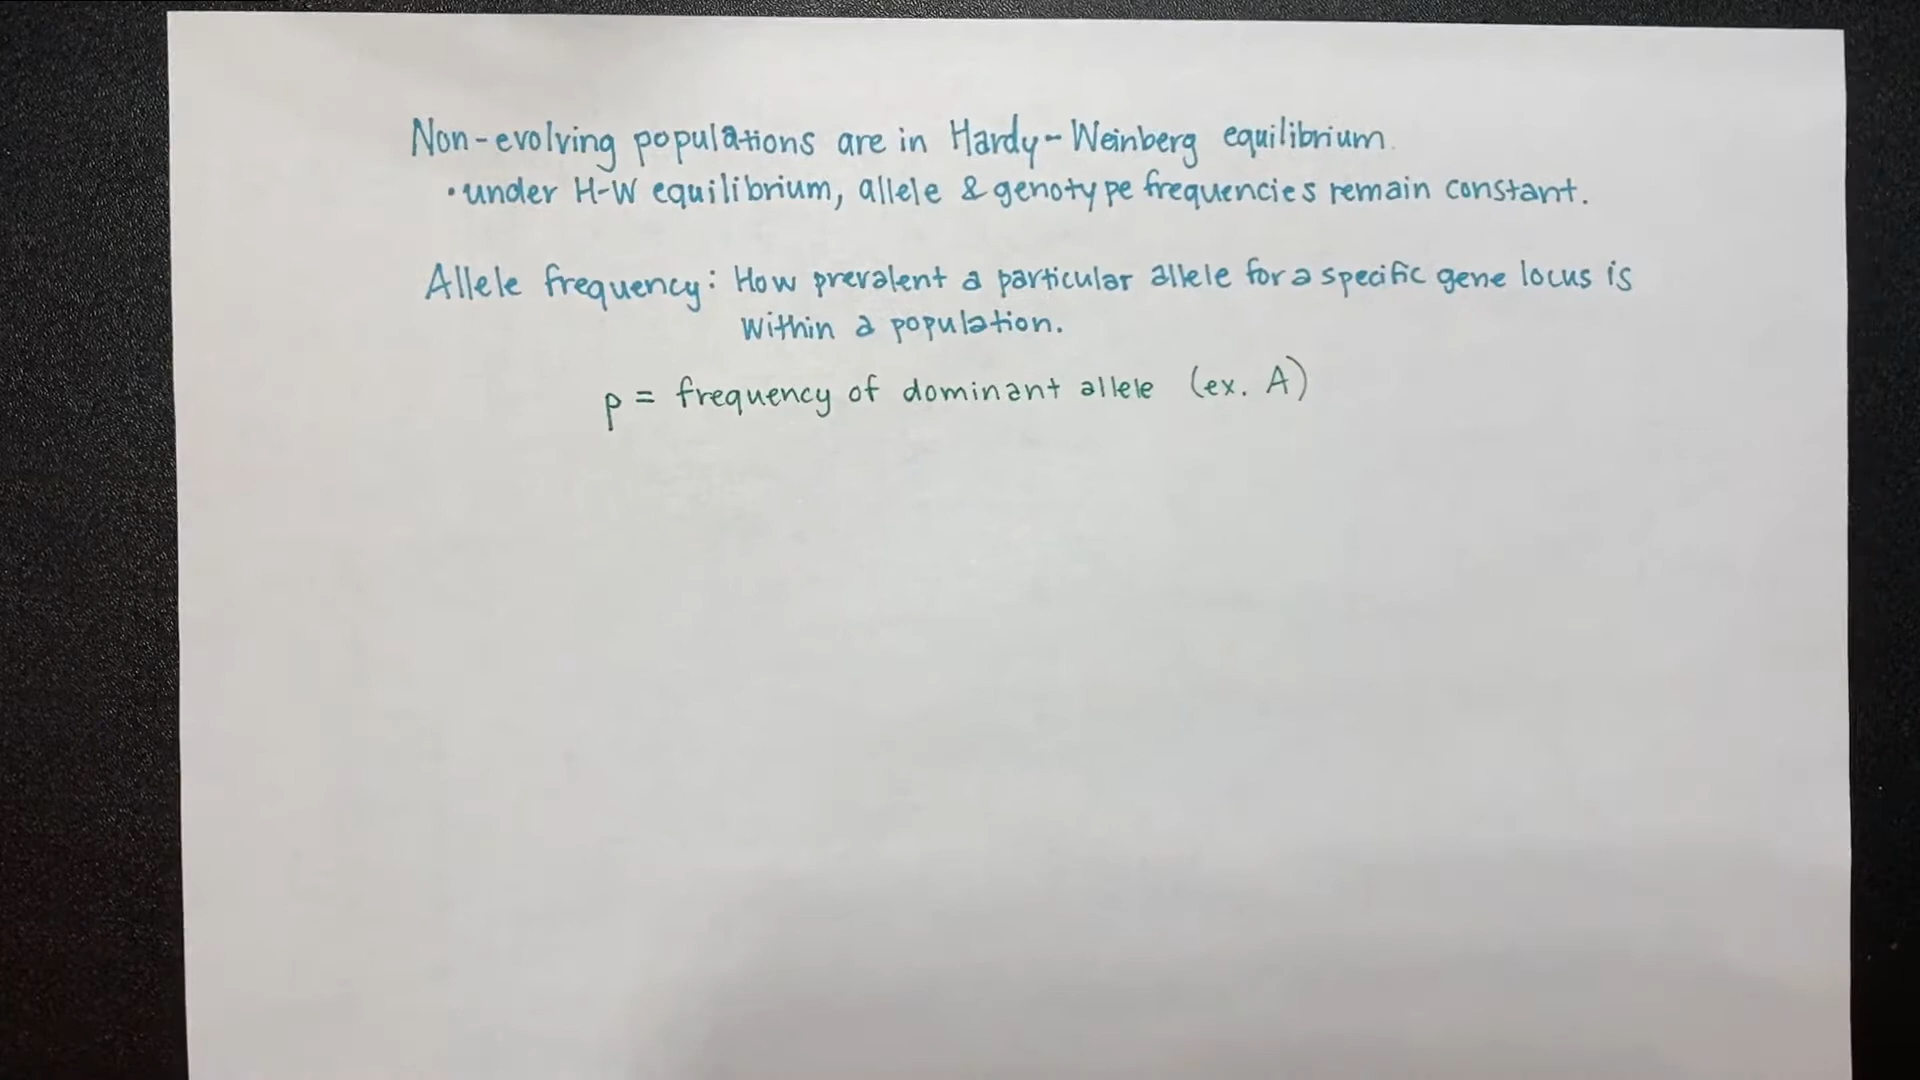 Non-evolving populations are in Hardy-Weinberg equilibrium.
• under H-W equilibrium, allele & genotype frequencies remain constant.
Allele frequency: How prevalent a particular allele for a specific gene locus is
within a population.
p = frequency of dominant allele (ex. A)